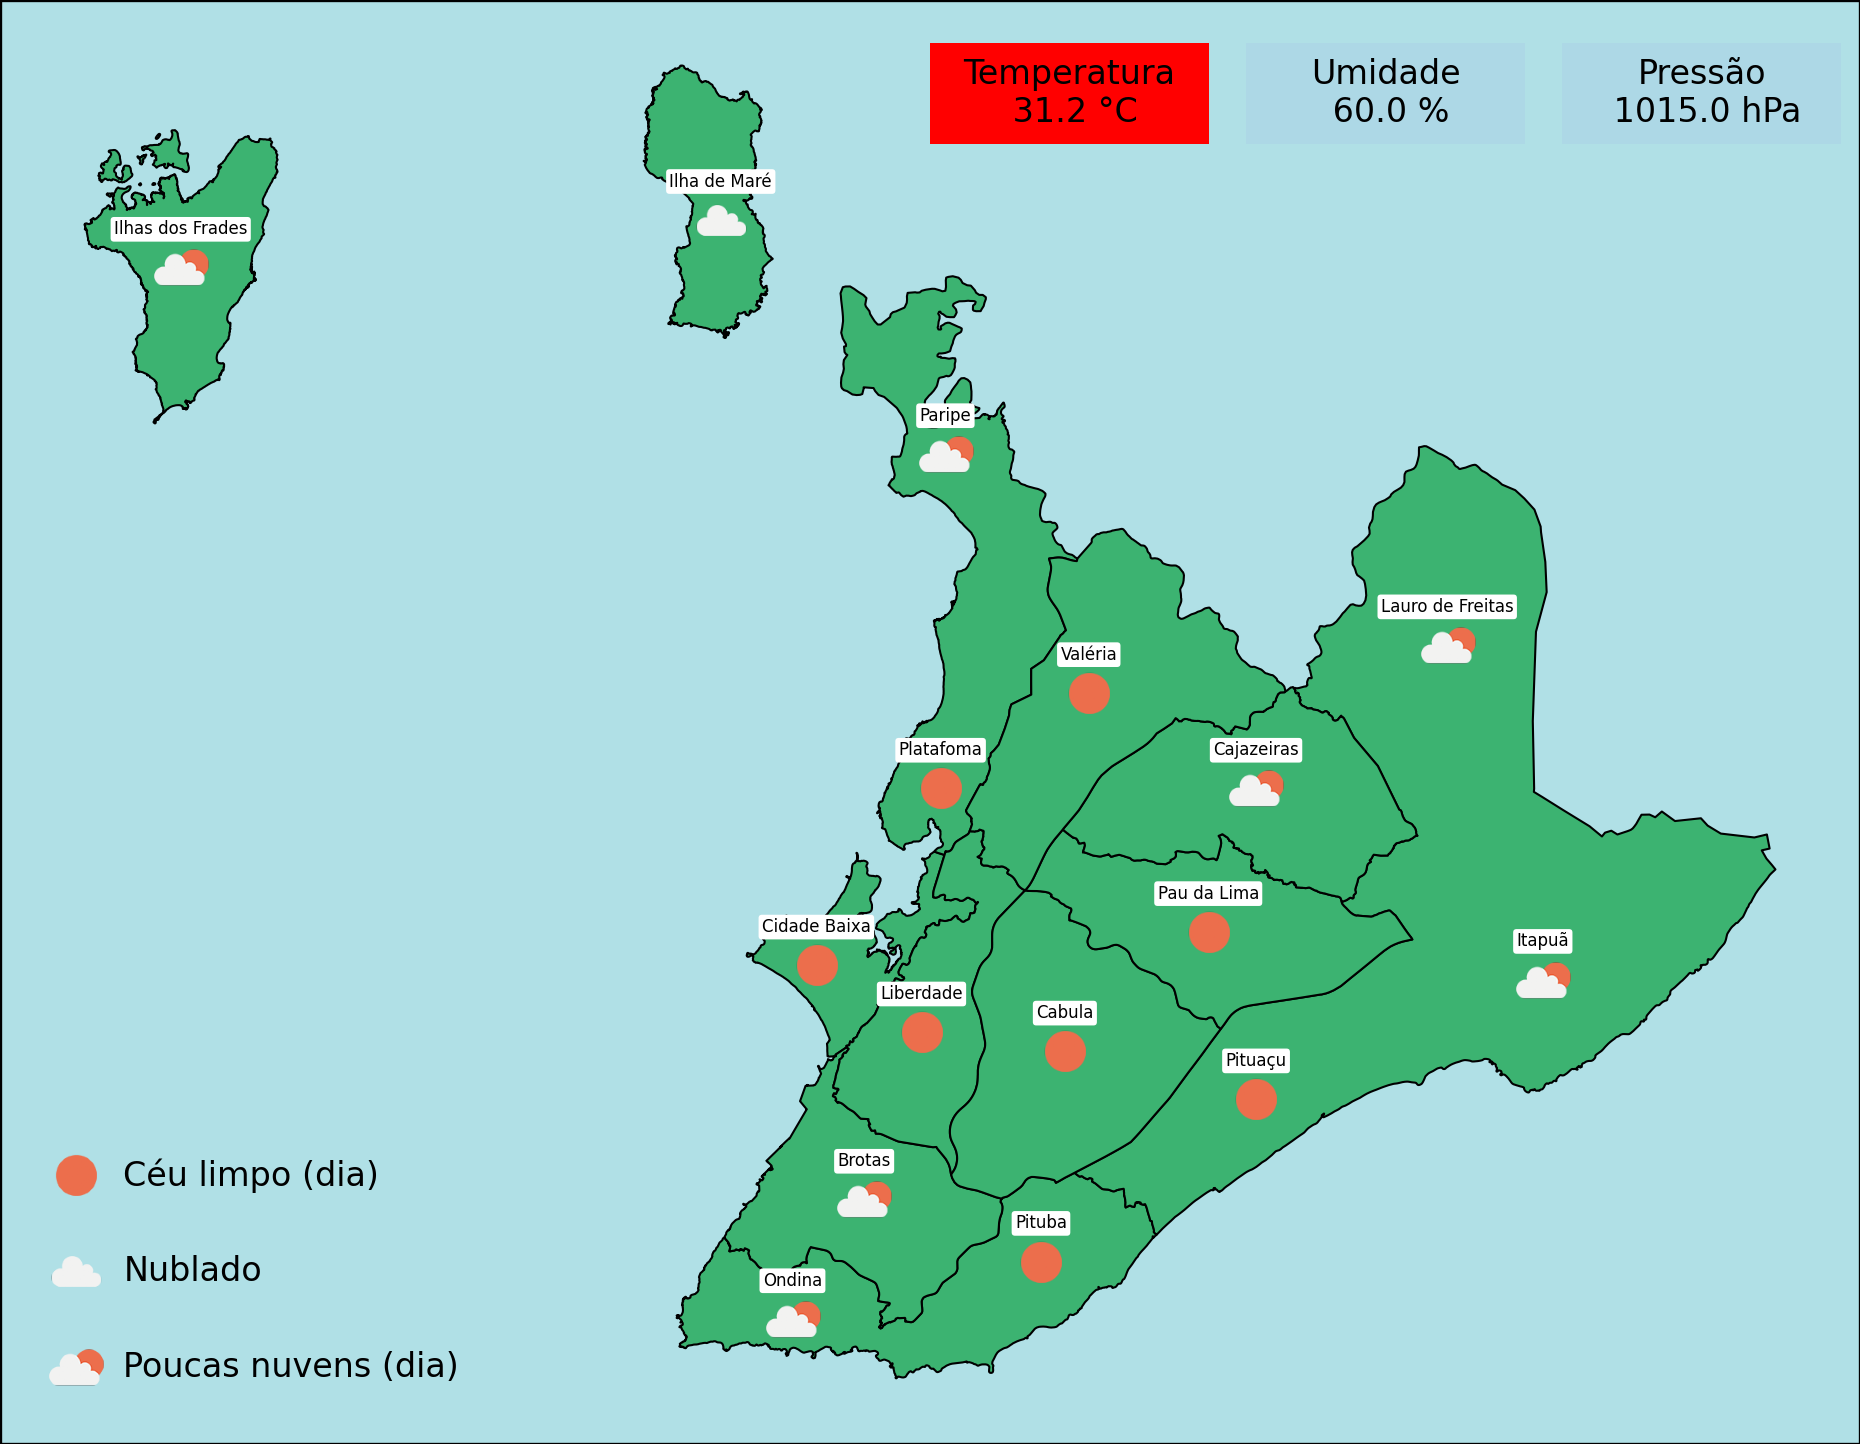 Temperatura
31.2 °C
Umidade
60.0 %
Pressão
1015.0 hPa
Ilha de Maré
Ilhas dos Frades
Paripe
Lauro de Freitas
Valéria
Platafoma
Cajazeiras
Pau da Lima
Cidade Baixa
Itapuã
Liberdade
Cabula
Pituaçu
Brotas
Pituba
Ondina
Céu limpo (dia)
Nublado
Poucas nuvens (dia)